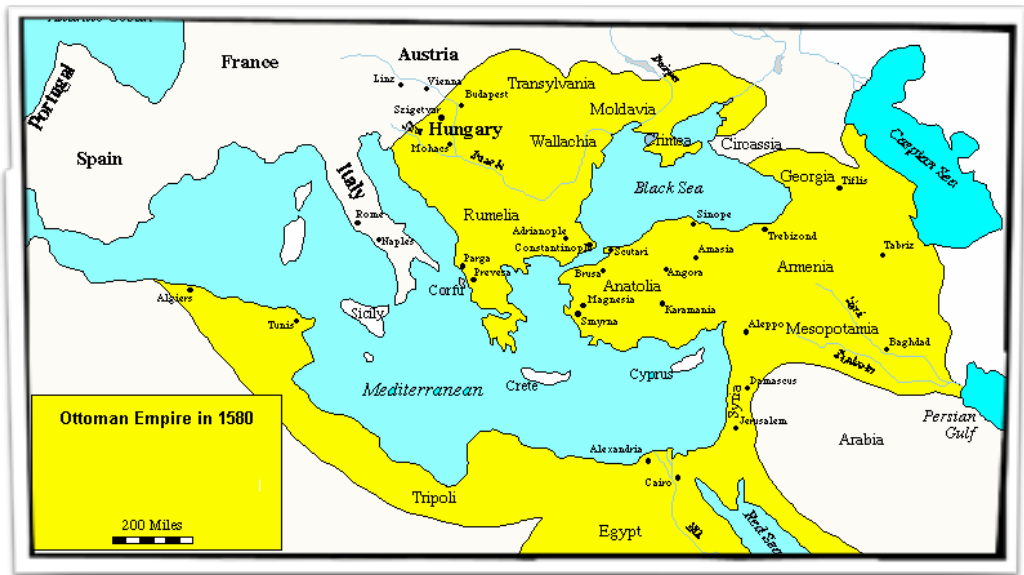 France
Austria
Linz
Vienna
Budapest
Transylvania
Szigetvar
Hungary
Moldavia
Mohacs
Wallachia
Crimea
Circassia
Portugal
Spain
Italy
Caspian Sea
Black Sea
Georgia
Tiflis
Rome
Naples
Rumelia
Adrianople
Constantinople
Scutari
Sinope
Trebizond
Amasia
Tabriz
Parga
Prevesa
Corfu
Brusa
Angora
Anatolia
Armenia
Magnesia
Smyrna
Karamania
Algiers
Tunis
Sicily
Aleppo
Mesopotamia
Baghdad
Mediterranean
Crete
Cyprus
Syria
Damascus
Jerusalem
Arabia
Persian
Gulf
Ottoman Empire in 1580
200 Miles
Alexandria
Cairo
Tripoli
Egypt
Red Sea